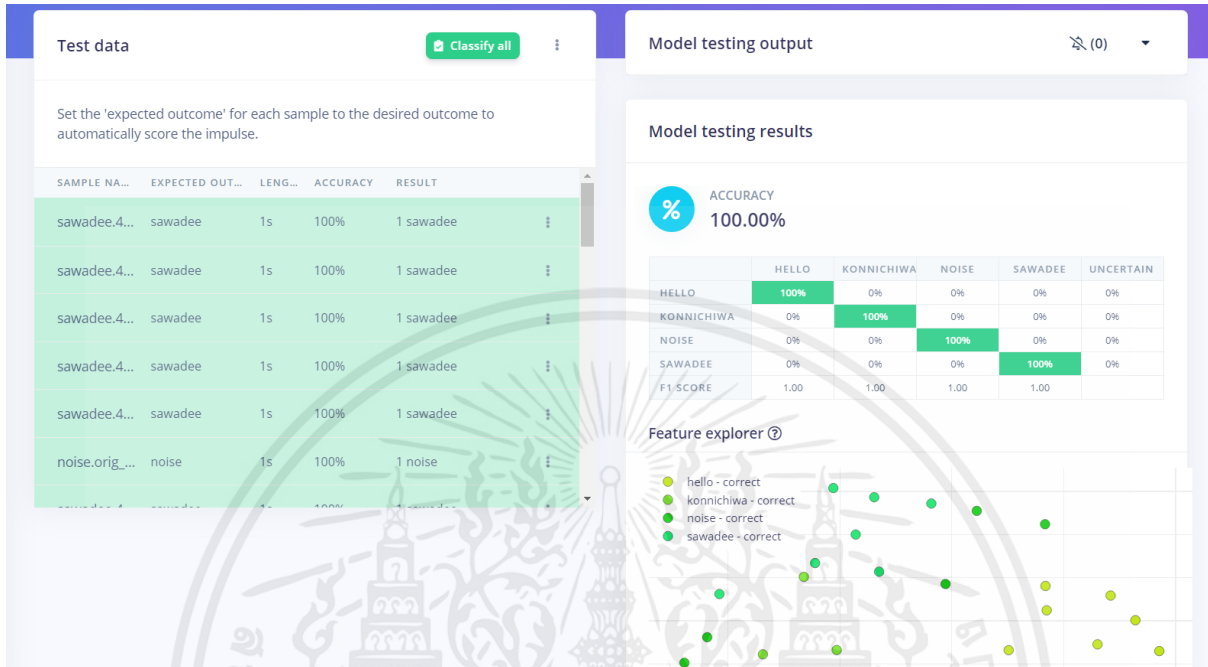 Test data
Classify all
Set the 'expected outcome' for each sample to the desired outcome to
automatically score the impulse.
SAMPLE NA... EXPECTED OUT... LENG... ACCURACY RESULT
sawadee.4... sawadee 1s 100% 1 sawadee
sawadee.4... sawadee 1s 100% 1 sawadee
sawadee.4... sawadee 1s 100% 1 sawadee
sawadee.4... sawadee 1s 100% 1 sawadee
sawadee.4... sawadee 1s 100% 1 sawadee
noise.orig_... noise 1s 100% 1 noise
Model testing output
(0)
Model testing results
%
ACCURACY
100.00%
HELLO KONNICHIWA NOISE SAWADEE UNCERTAIN
HELLO 100% 0% 0% 0% 0%
KONNICHIWA 0% 100% 0% 0% 0%
NOISE 0% 0% 100% 0% 0%
SAWADEE 0% 0% 0% 100% 0%
F1 SCORE 1.00 1.00 1.00 1.00
Feature explorer ?
hello - correct
konnichiwa - correct
noise - correct
sawadee - correct